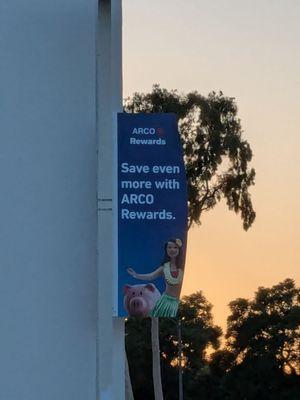 ARCO
Rewards
Save even
more with
ARCO
Rewards.